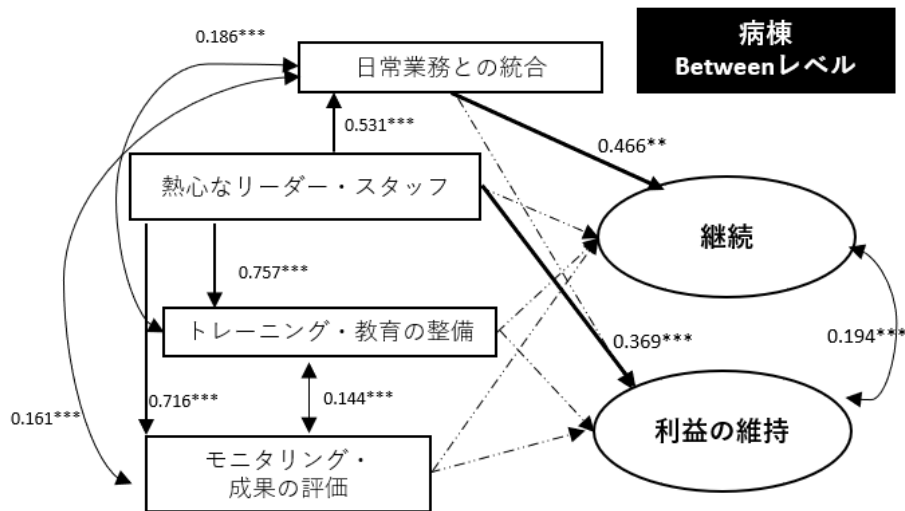 病棟
Betweenレベル
0.186***
日常業務との統合
0.531***
0.466**
熱心なリーダー・スタッフ
継続
0.757***
トレーニング・教育の整備
0.369***
0.194***
0.161***
0.716***
0.144***
利益の維持
モニタリング・
成果の評価